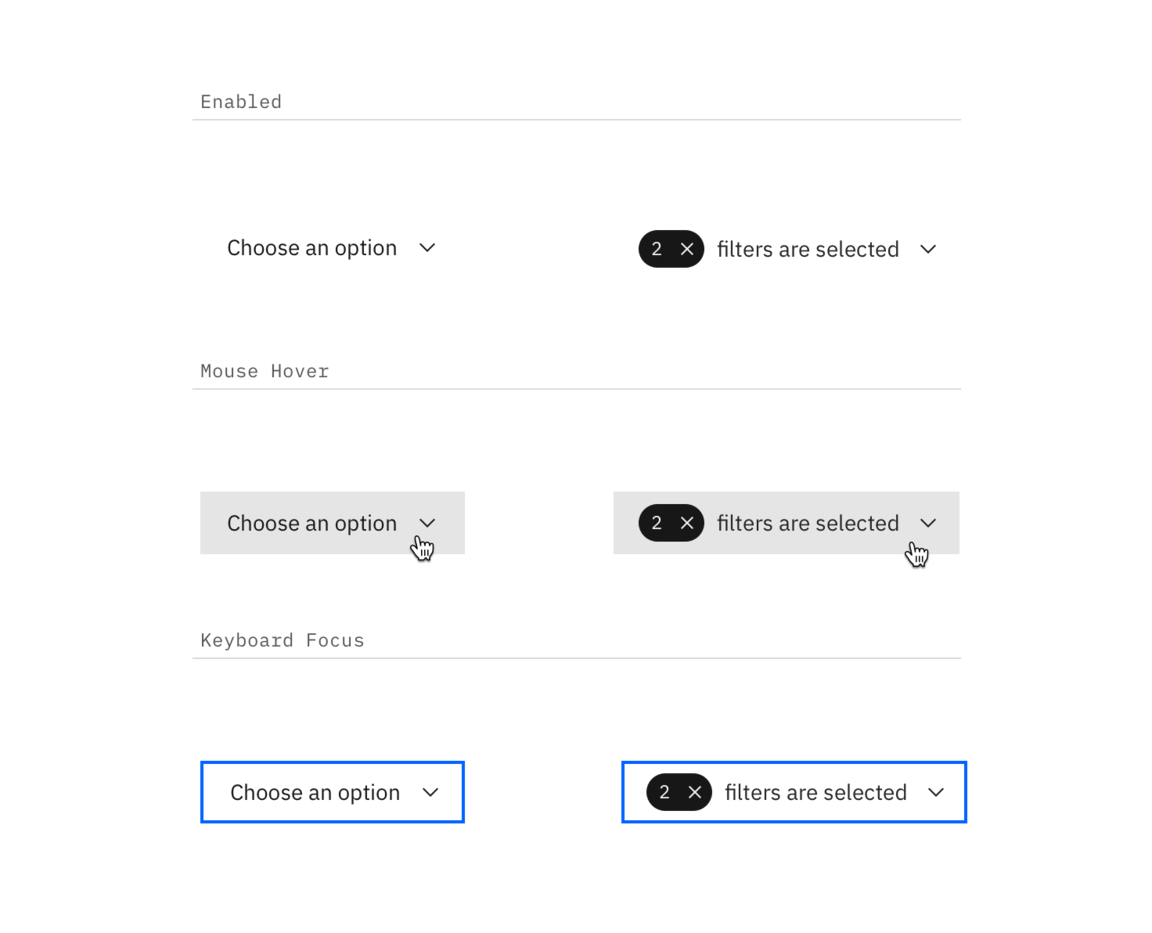 Enabled
Choose an option
2 filters are selected
Mouse Hover
Choose an option
2 filters are selected
Keyboard Focus
Choose an option
2 filters are selected